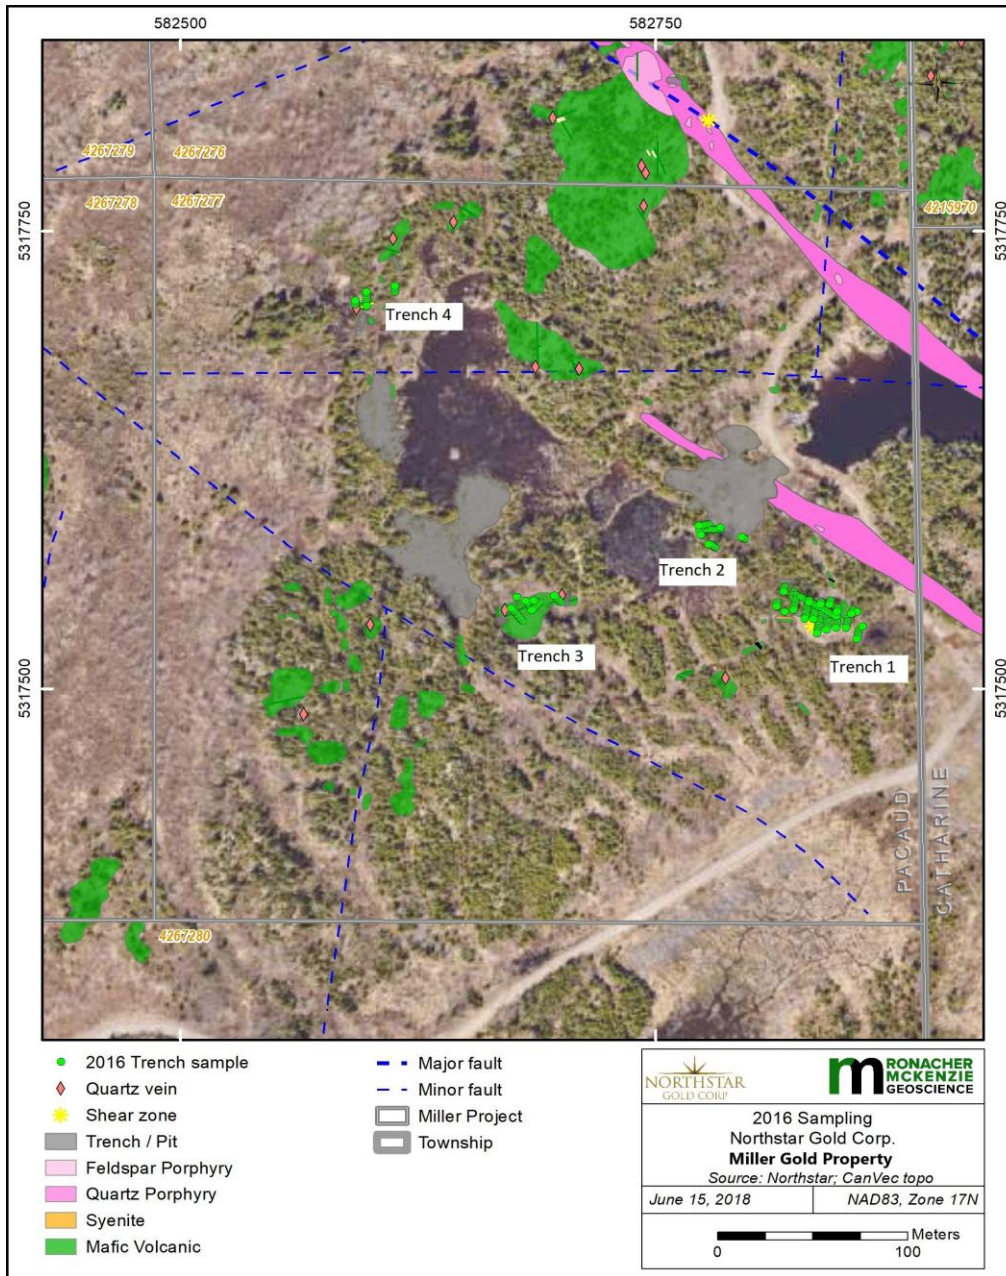 582500
582750
4267279
4267276
4267278
4267277
4215970
5317750
5317750
Trench 4
Trench 2
Trench 3
Trench 1
5317500
5317500
PACAUD
CATHARINE
4267280
2016 Trench sample
Quartz vein
Shear zone
Trench / Pit
Feldspar Porphyry
Quartz Porphyry
Syenite
Mafic Volcanic
Major fault
Minor fault
Miller Project
Township
NORTHSTAR
GOLD CORP
rm RONACHER
MCKENZIE
GEOSCIENCE
2016 Sampling
Northstar Gold Corp.
Miller Gold Property
Source: Northstar; CanVec topo
June 15, 2018
NAD83, Zone 17N
Meters
0
100